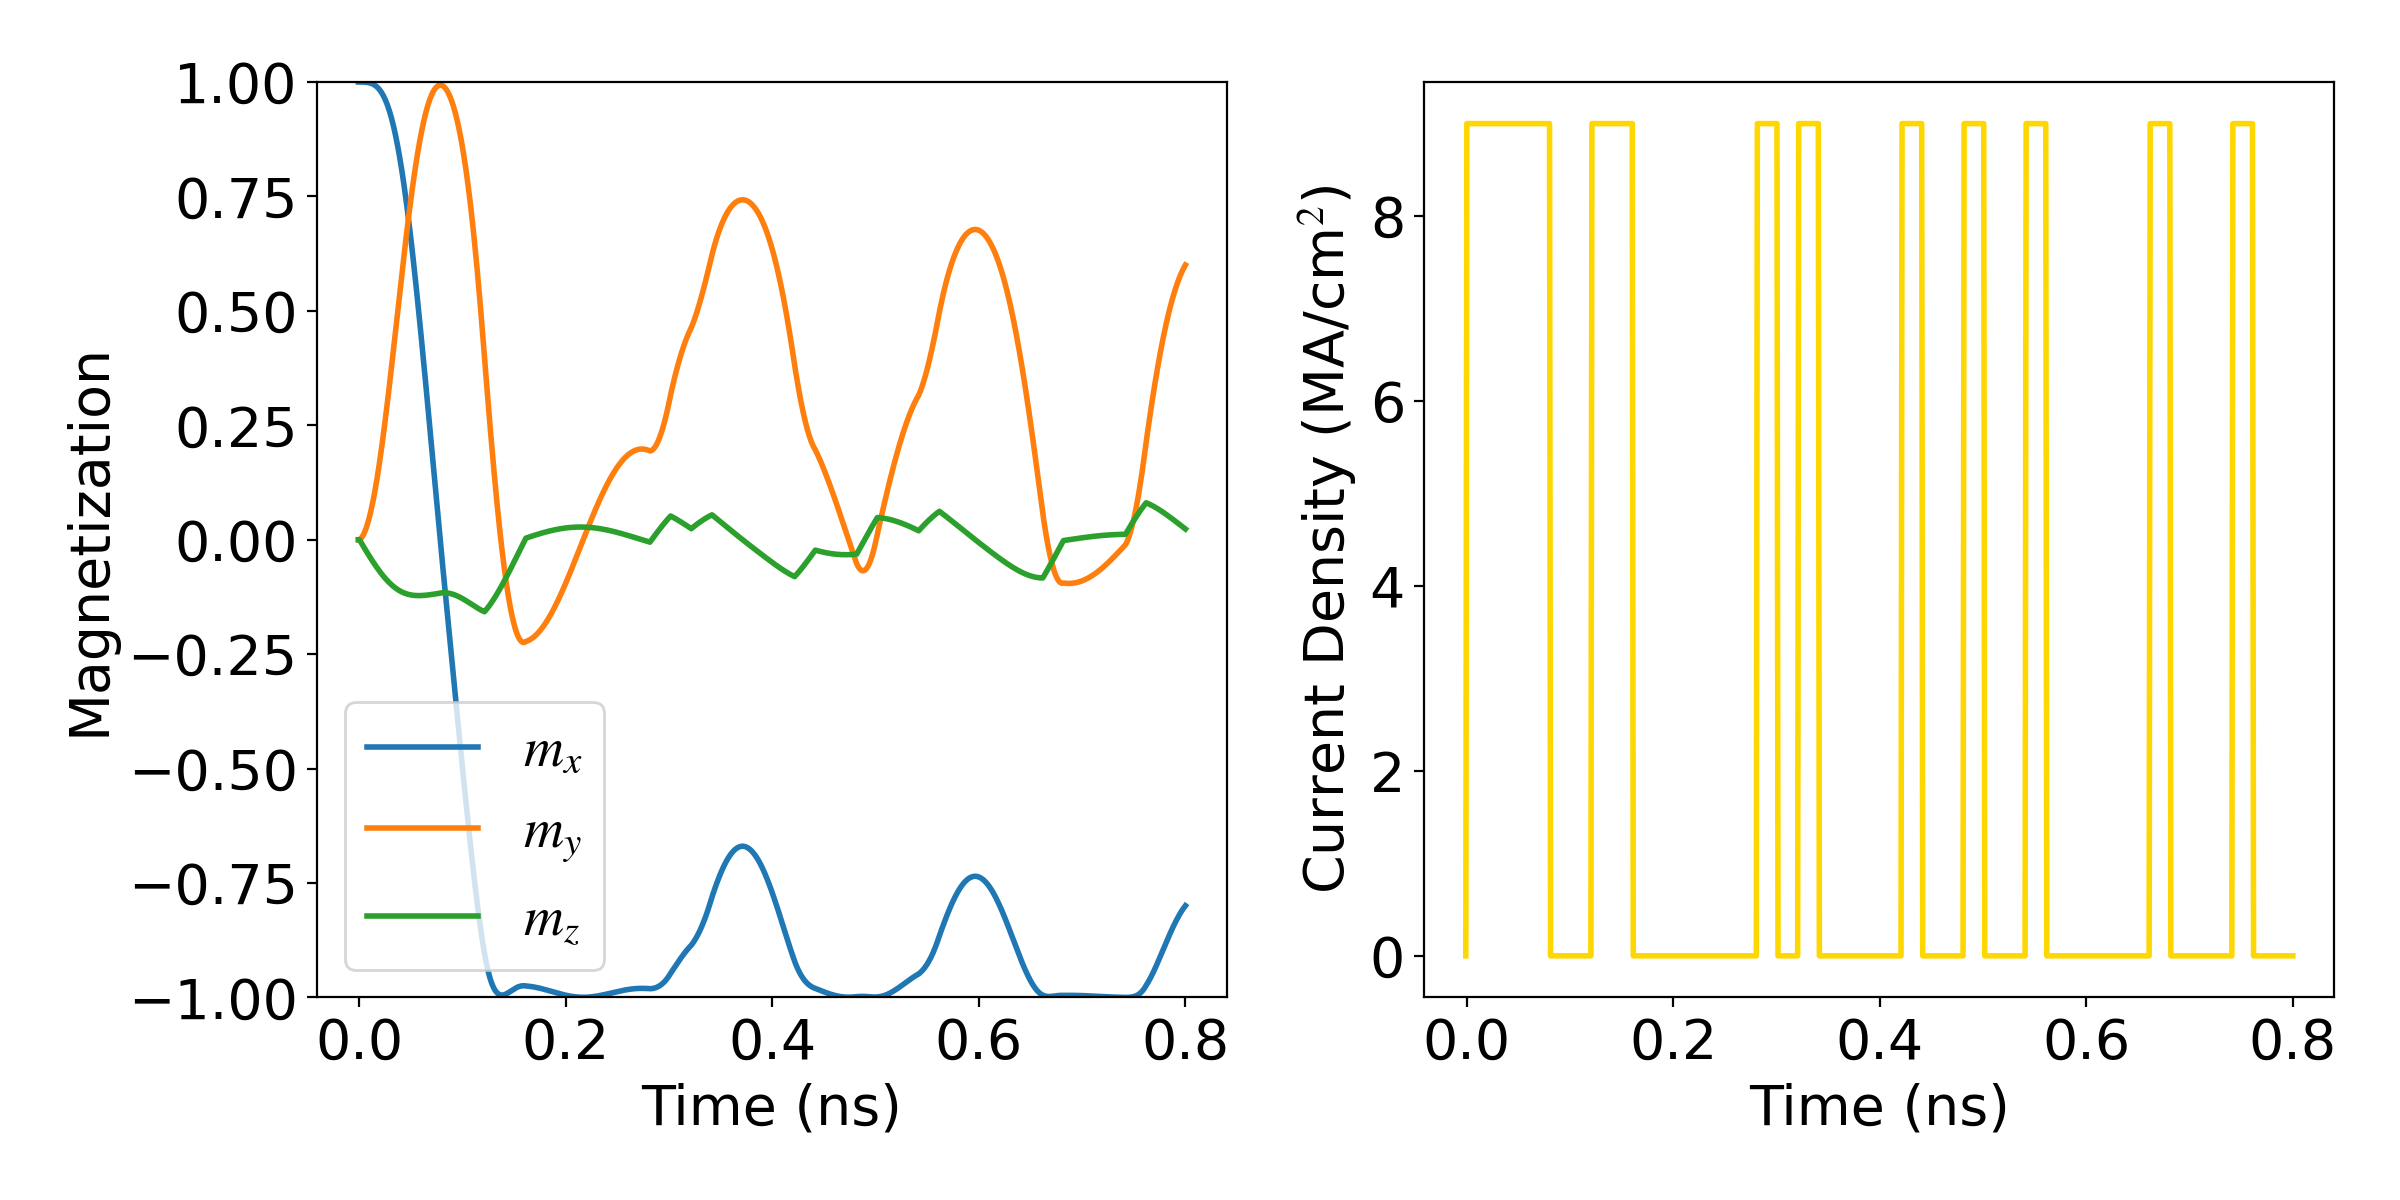 Magnetization
1.00
0.75
0.50
0.25
0.00
−0.25
−0.50
−0.75
−1.00
m_x
m_y
m_z
0.0 0.2 0.4 0.6 0.8
Time (ns)
Current Density (MA/cm²)
8
6
4
2
0
0.0 0.2 0.4 0.6 0.8
Time (ns)